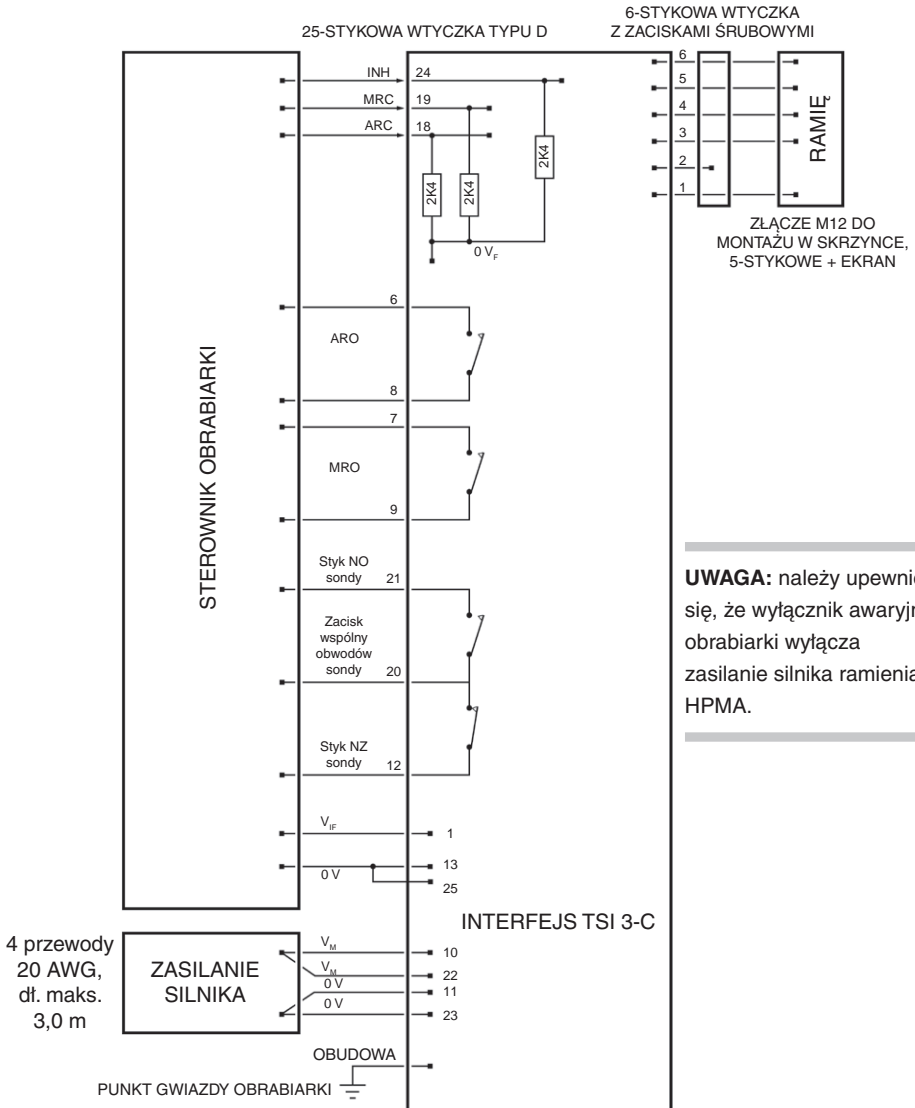 25-STYKOWA WTYCZKA TYPU D
6-STYKOWA WTYCZKA
Z ZACISKAMI ŚRUBOWYMI
INH 24
MRC 19
ARC 18
2K4
2K4
2K4
0 VF
6
5
4
3
2
1
RAMIĘ
ZŁĄCZE M12 DO
MONTAŻU W SKRZYNCE,
5-STYKOWE + EKRAN
STEROWNIK OBRABIARKI
6
ARO
8
7
MRO
9
Styk NO
sondy 21
Zacisk
wspólny
obwodów
sondy 20
Styk NZ
sondy 12
VIF 1
0 V 13
25
UWAGA: należy upewnić
się, że wyłącznik
obrabiarki wyłącza
zasilanie silnika ramienia
HPMA.
INTERFEJS TSI 3-C
4 przewody
20 AWG,
dł. maks.
3,0 m
ZASILANIE
SILNIKA
VM 10
VM 22
0 V 11
0 V 23
OBUDOWA
PUNKT GWIAZDY OBRABIARKI